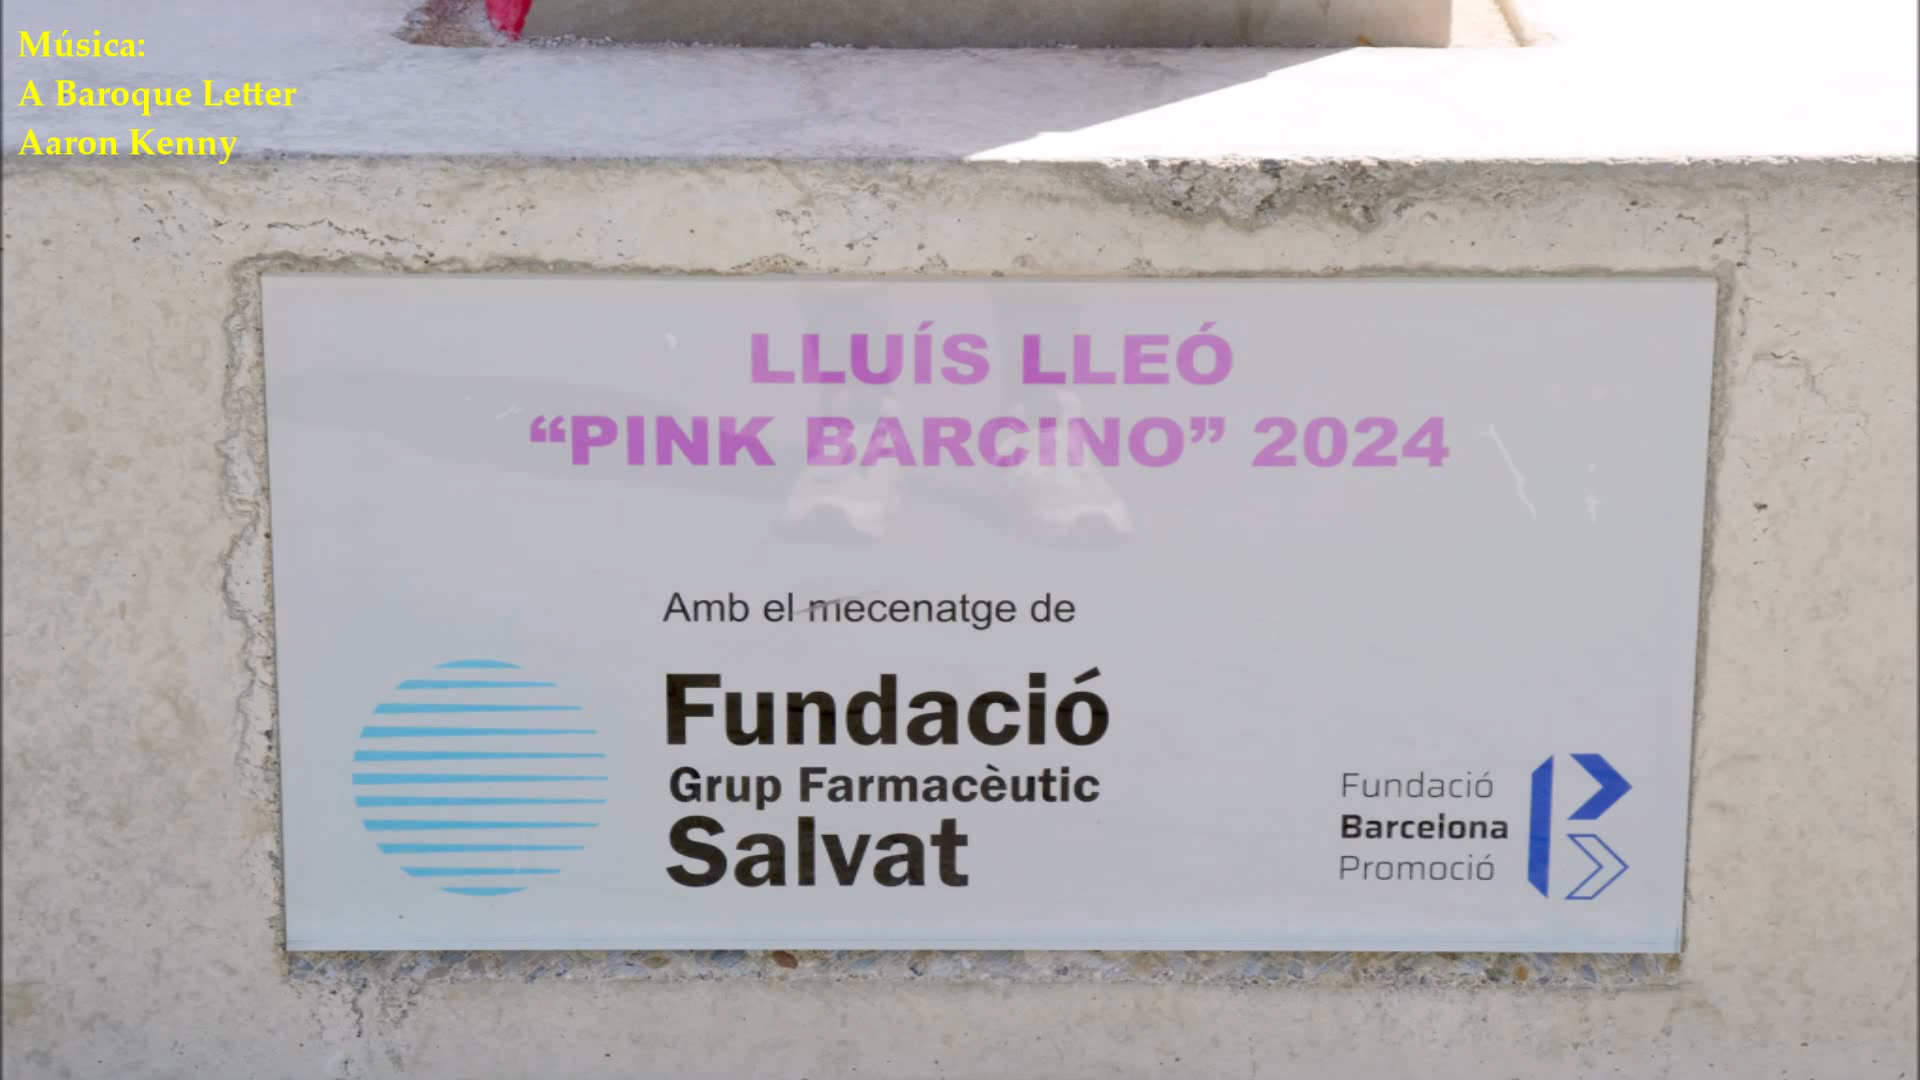 Música:
A Baroque Letter
Aaron Kenny
LLUÍS LLEÓ
“PINK BARCINO” 2024
Amb el mecenatge de
Fundació
Grup Farmacèutic
Salvat
Fundació
Barcelona
Promoció